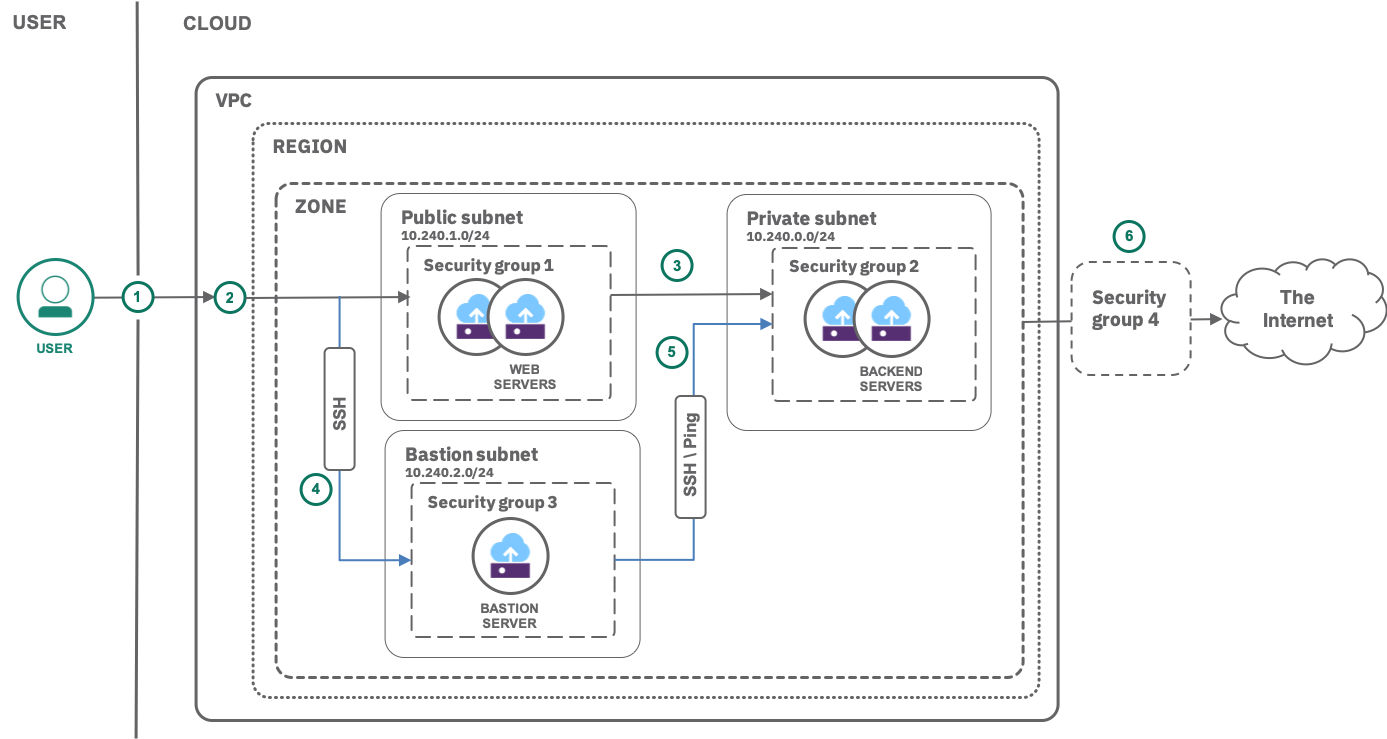 USER
CLOUD
VPC
REGION
ZONE
Public subnet
10.240.1.0/24
Security group 1
WEB
SERVERS
Private subnet
10.240.0.0/24
Security group 2
BACKEND
SERVERS
Bastion subnet
10.240.2.0/24
Security group 3
BASTION
SERVER
USER
1
2
3
SSH
4
5
SSH \ Ping
6
Security
group 4
The
Internet